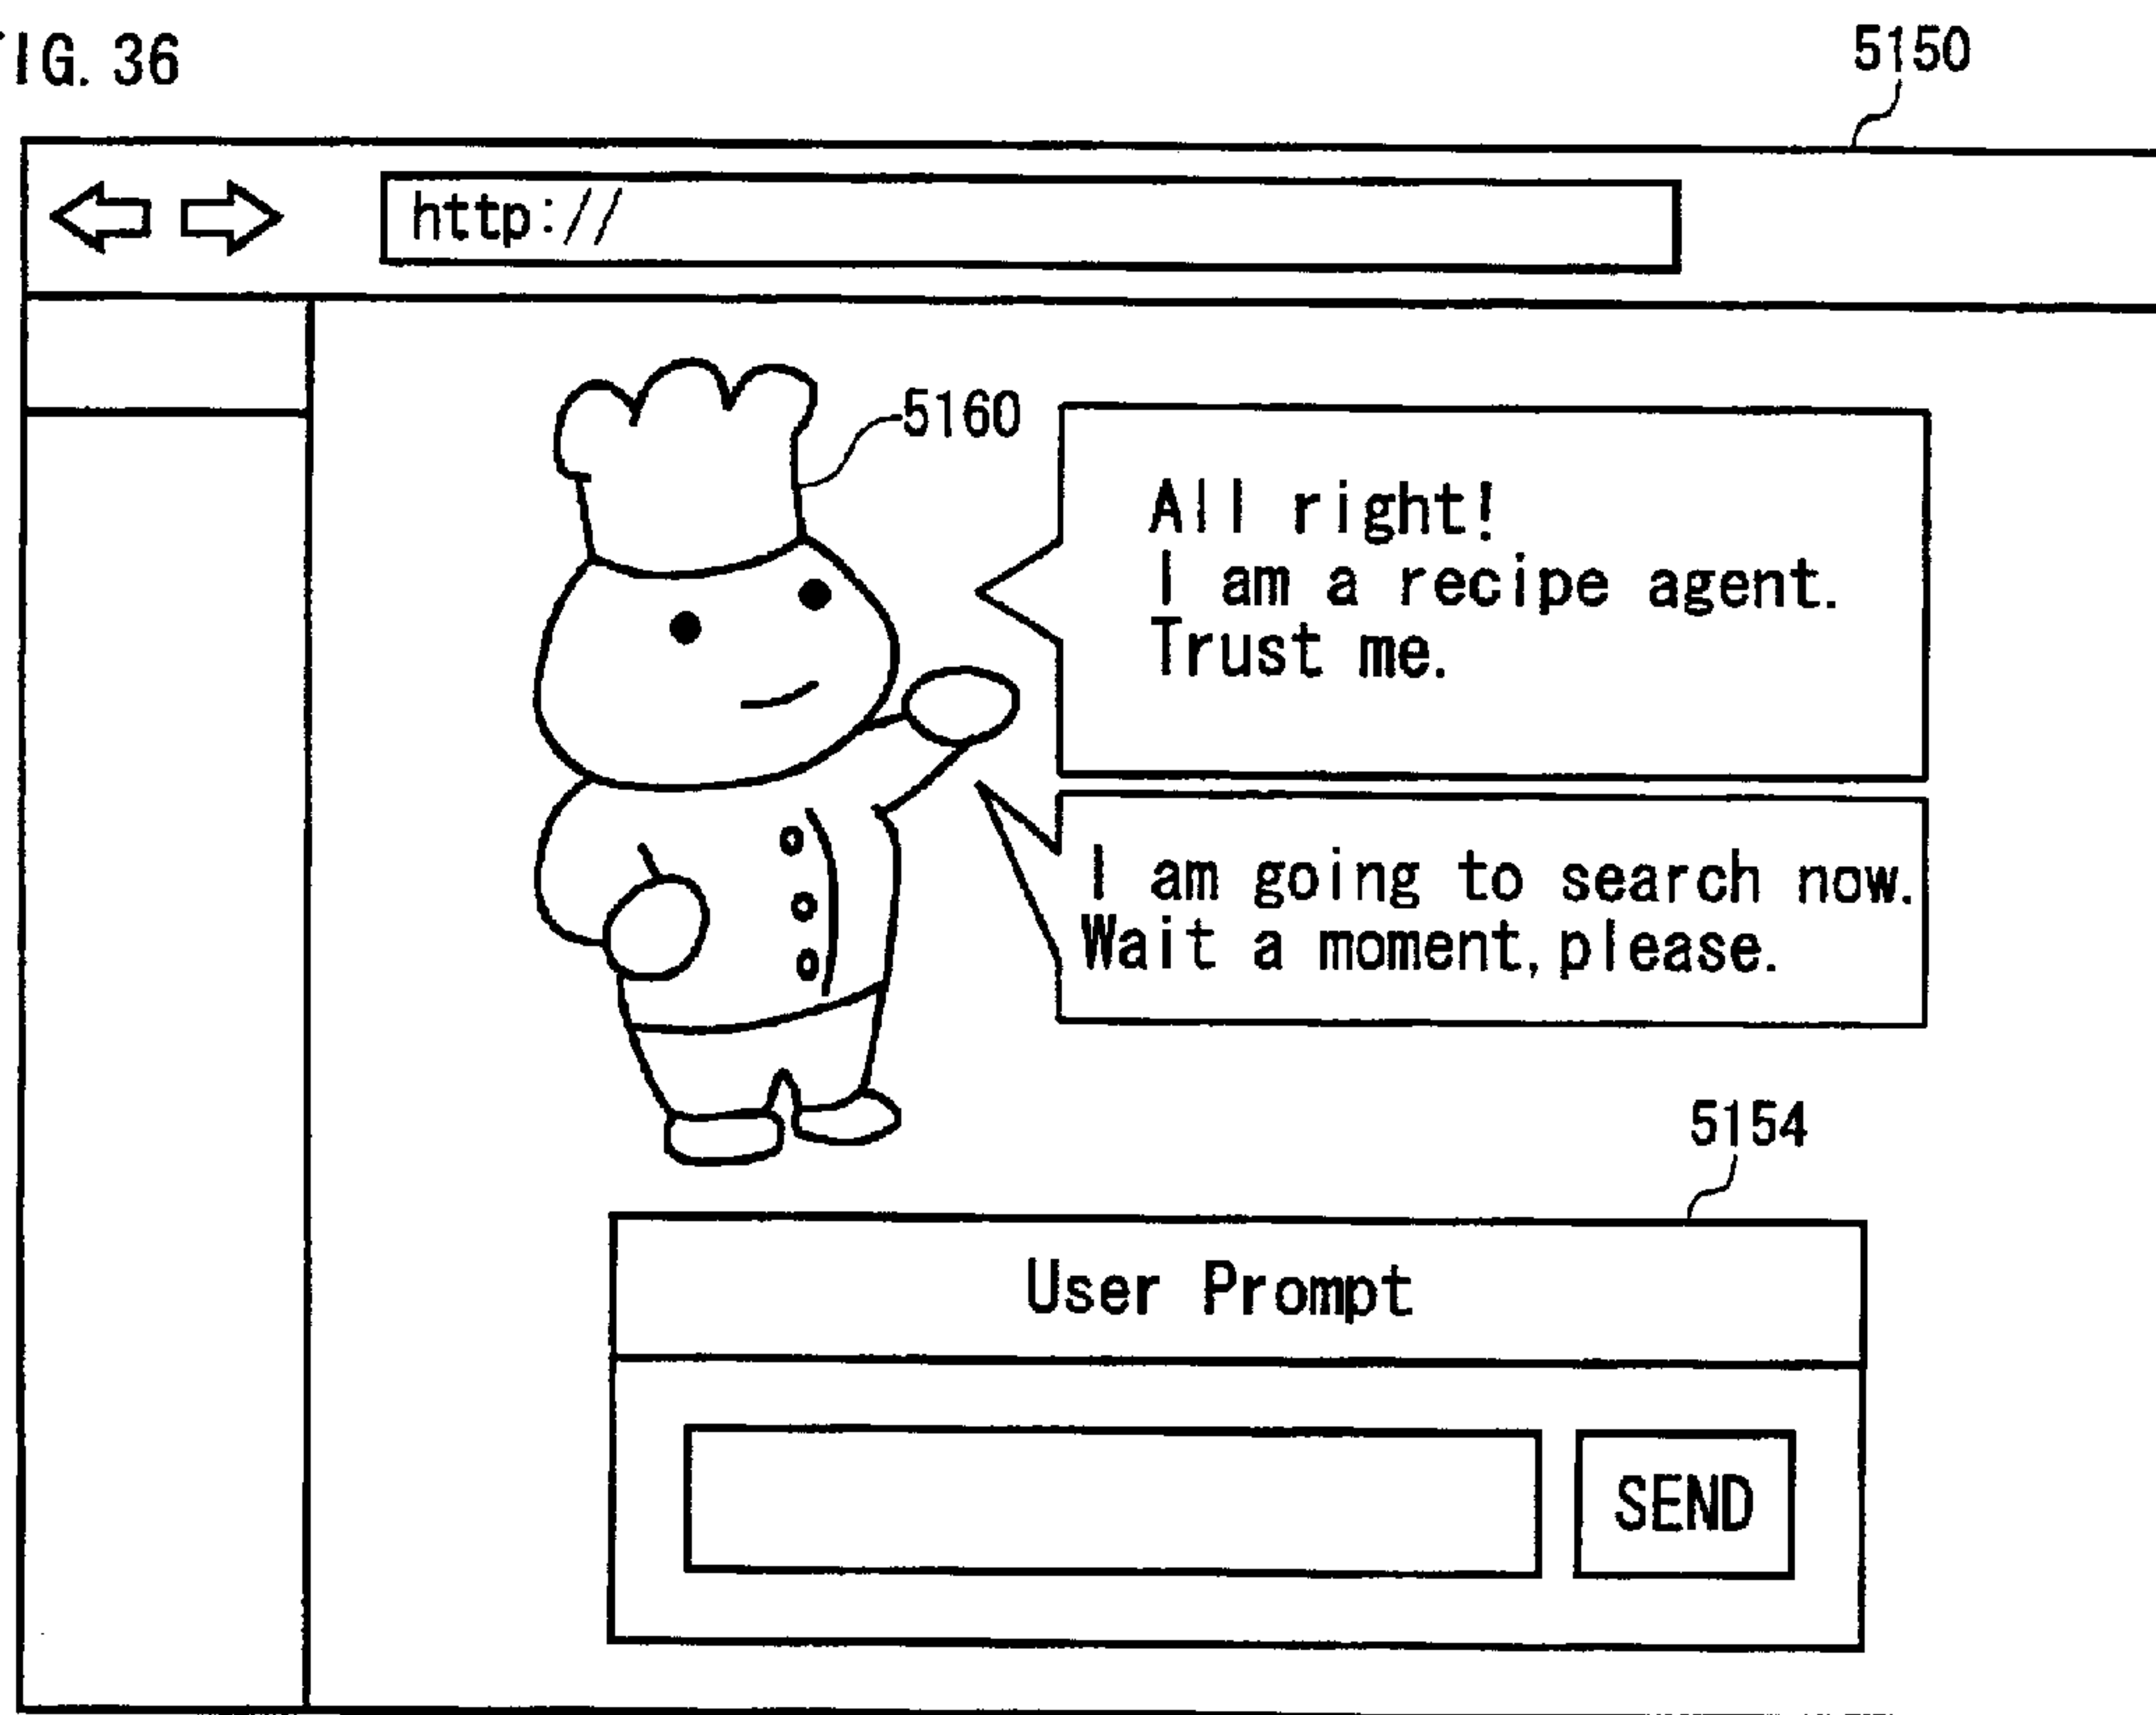 FIG. 36
5150
http://
5160
All right!
I am a recipe agent.
Trust me.
I am going to search now.
Wait a moment, please.
5154
User Prompt
SEND